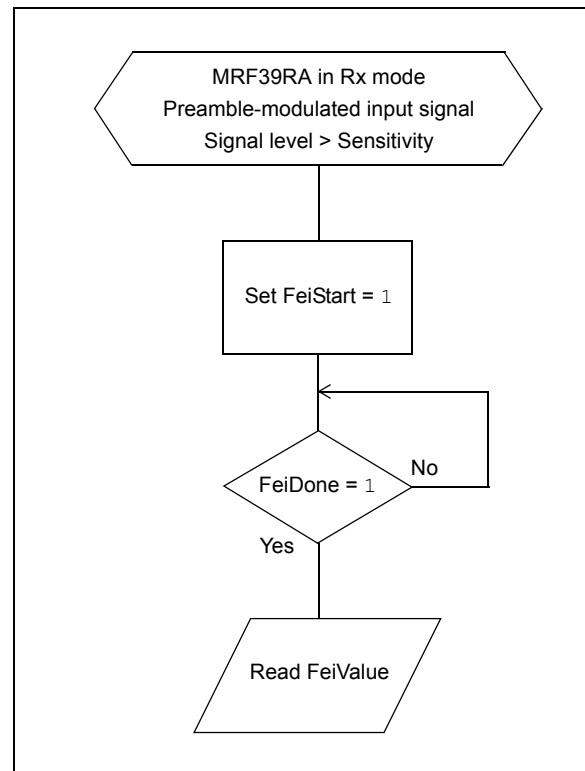 MRF39RA in Rx mode
Preamble-modulated input signal
Signal level > Sensitivity
Set FeiStart = 1
FeiDone = 1
No
Yes
Read FeiValue